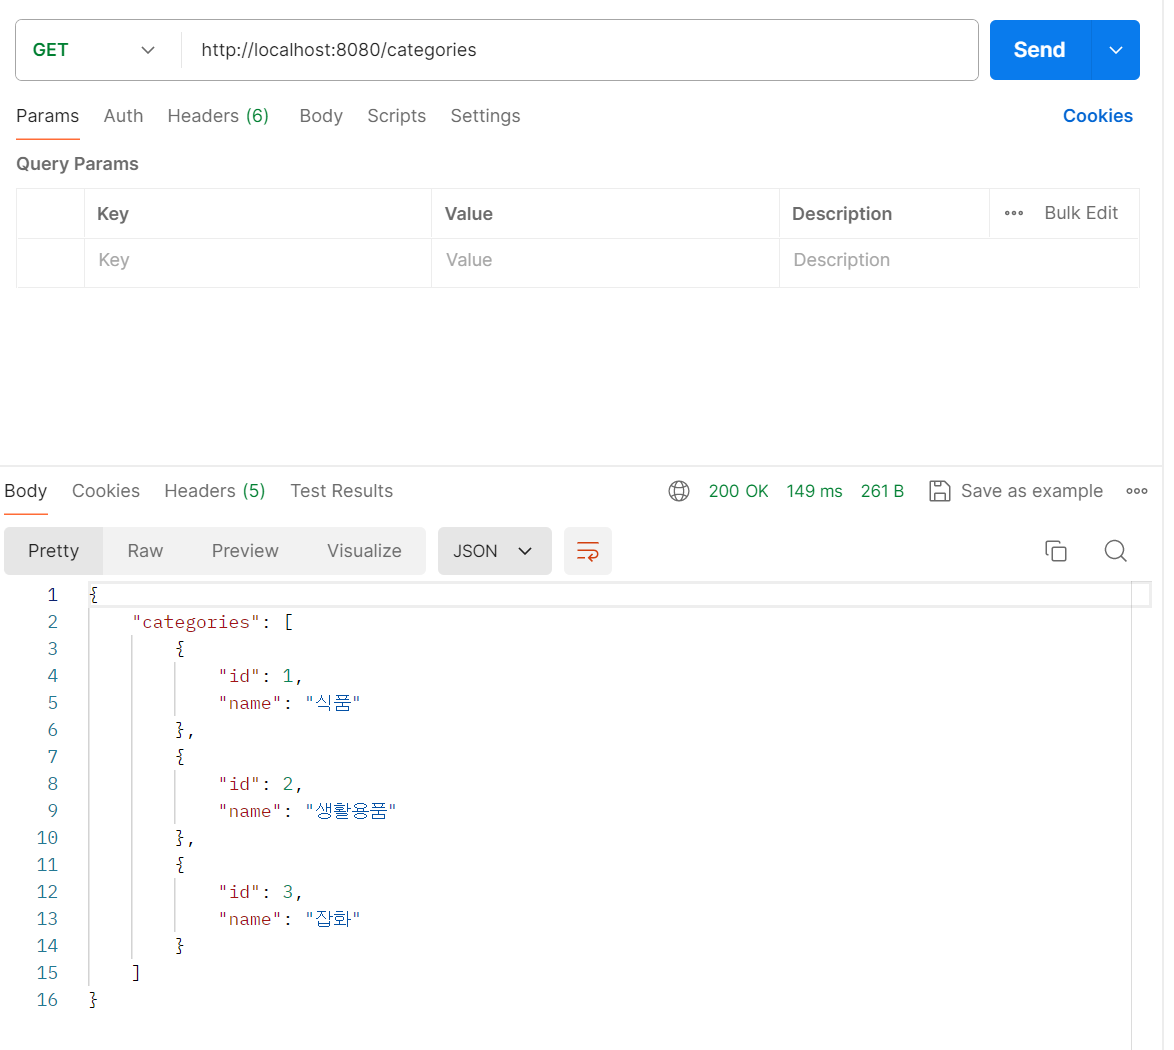 GET http://localhost:8080/categories Send
Params Auth Headers (6) Body Scripts Settings Cookies
Query Params
Key Value Description ••• Bulk Edit
Key Value Description
Body Cookies Headers (5) Test Results 200 OK 149 ms 261 B Save as example •••
Pretty Raw Preview Visualize JSON
1 {
2 "categories": [
3 {
4 "id": 1,
5 "name": "식품"
6 },
7 {
8 "id": 2,
9 "name": "생활용품"
10 },
11 {
12 "id": 3,
13 "name": "잡화"
14 }
15 ]
16 }